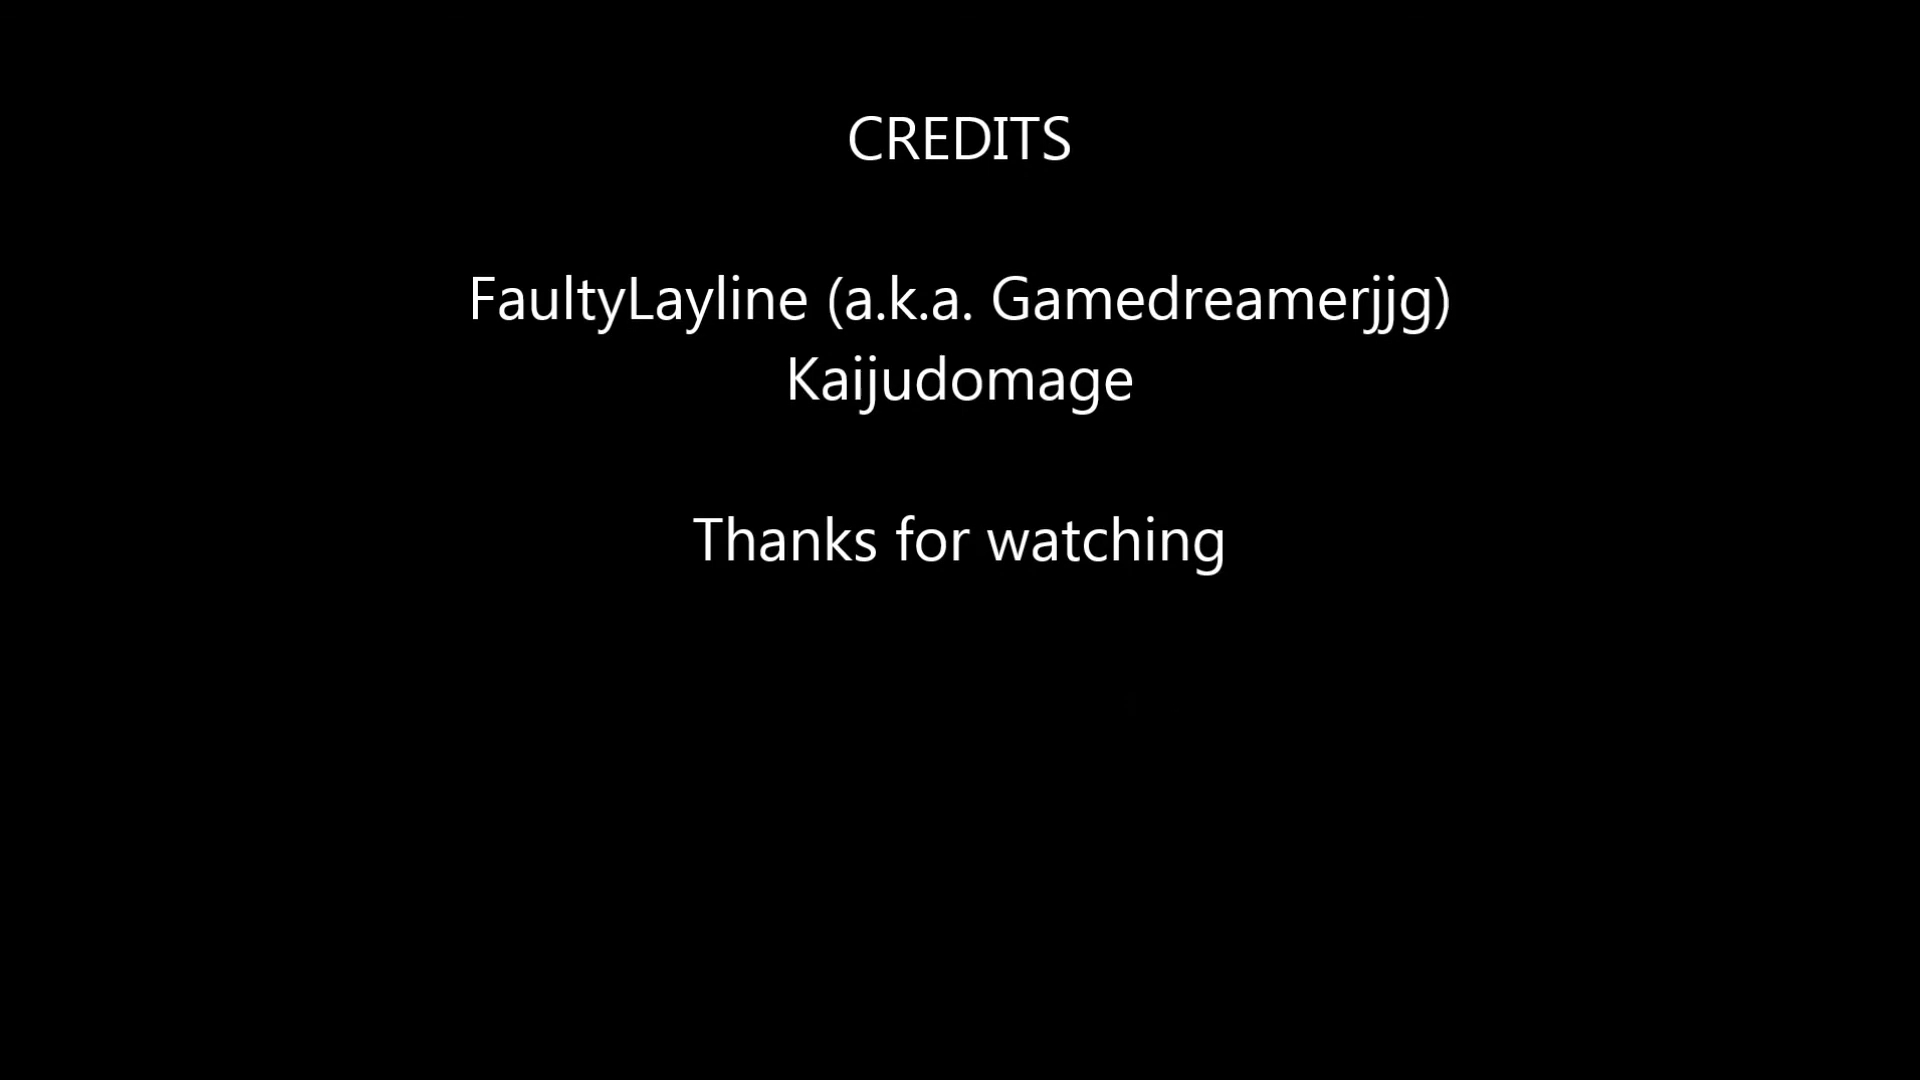 CREDITS
FaultyLayline (a.k.a. Gamedreamerjjg)
Kaijudomage
Thanks for watching